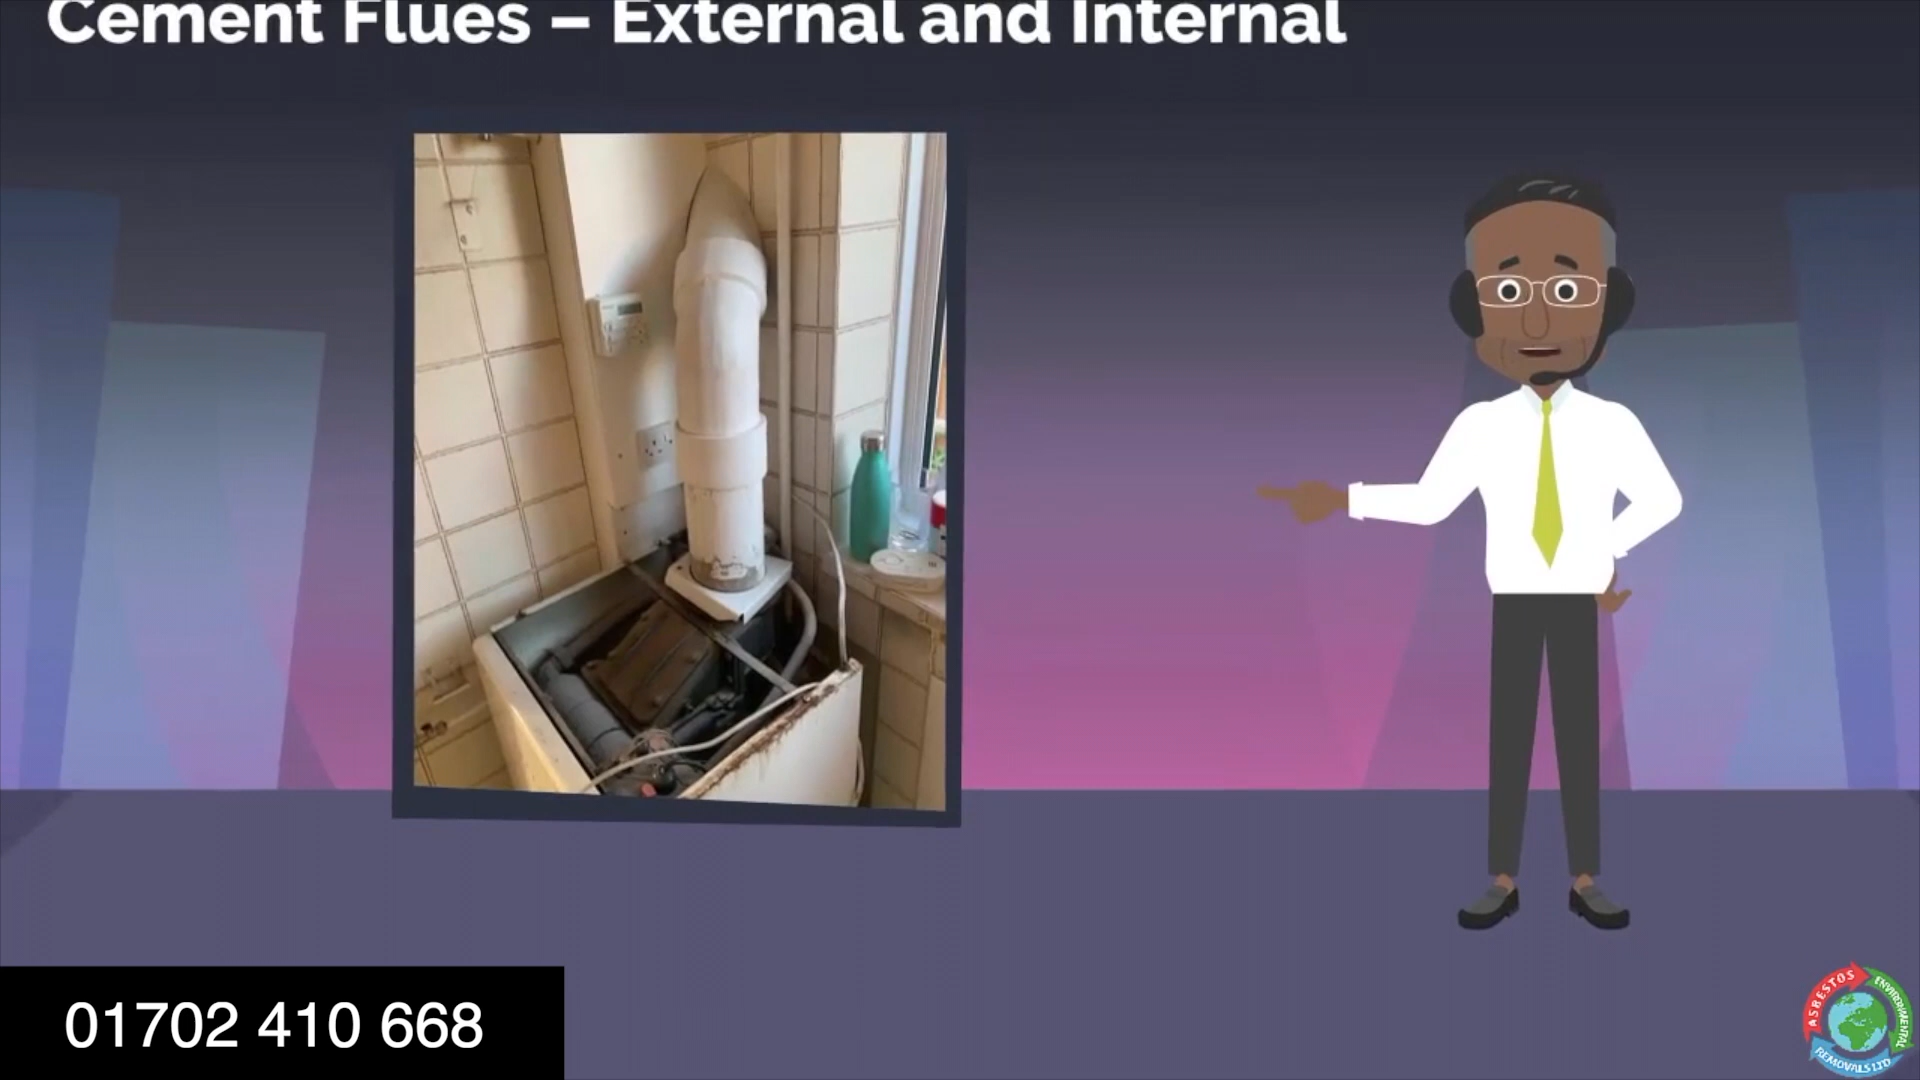 Cement Flues – External and Internal
01702 410 668
ASBESTOS
ENVIRONMENTAL
REMOVALS LTD